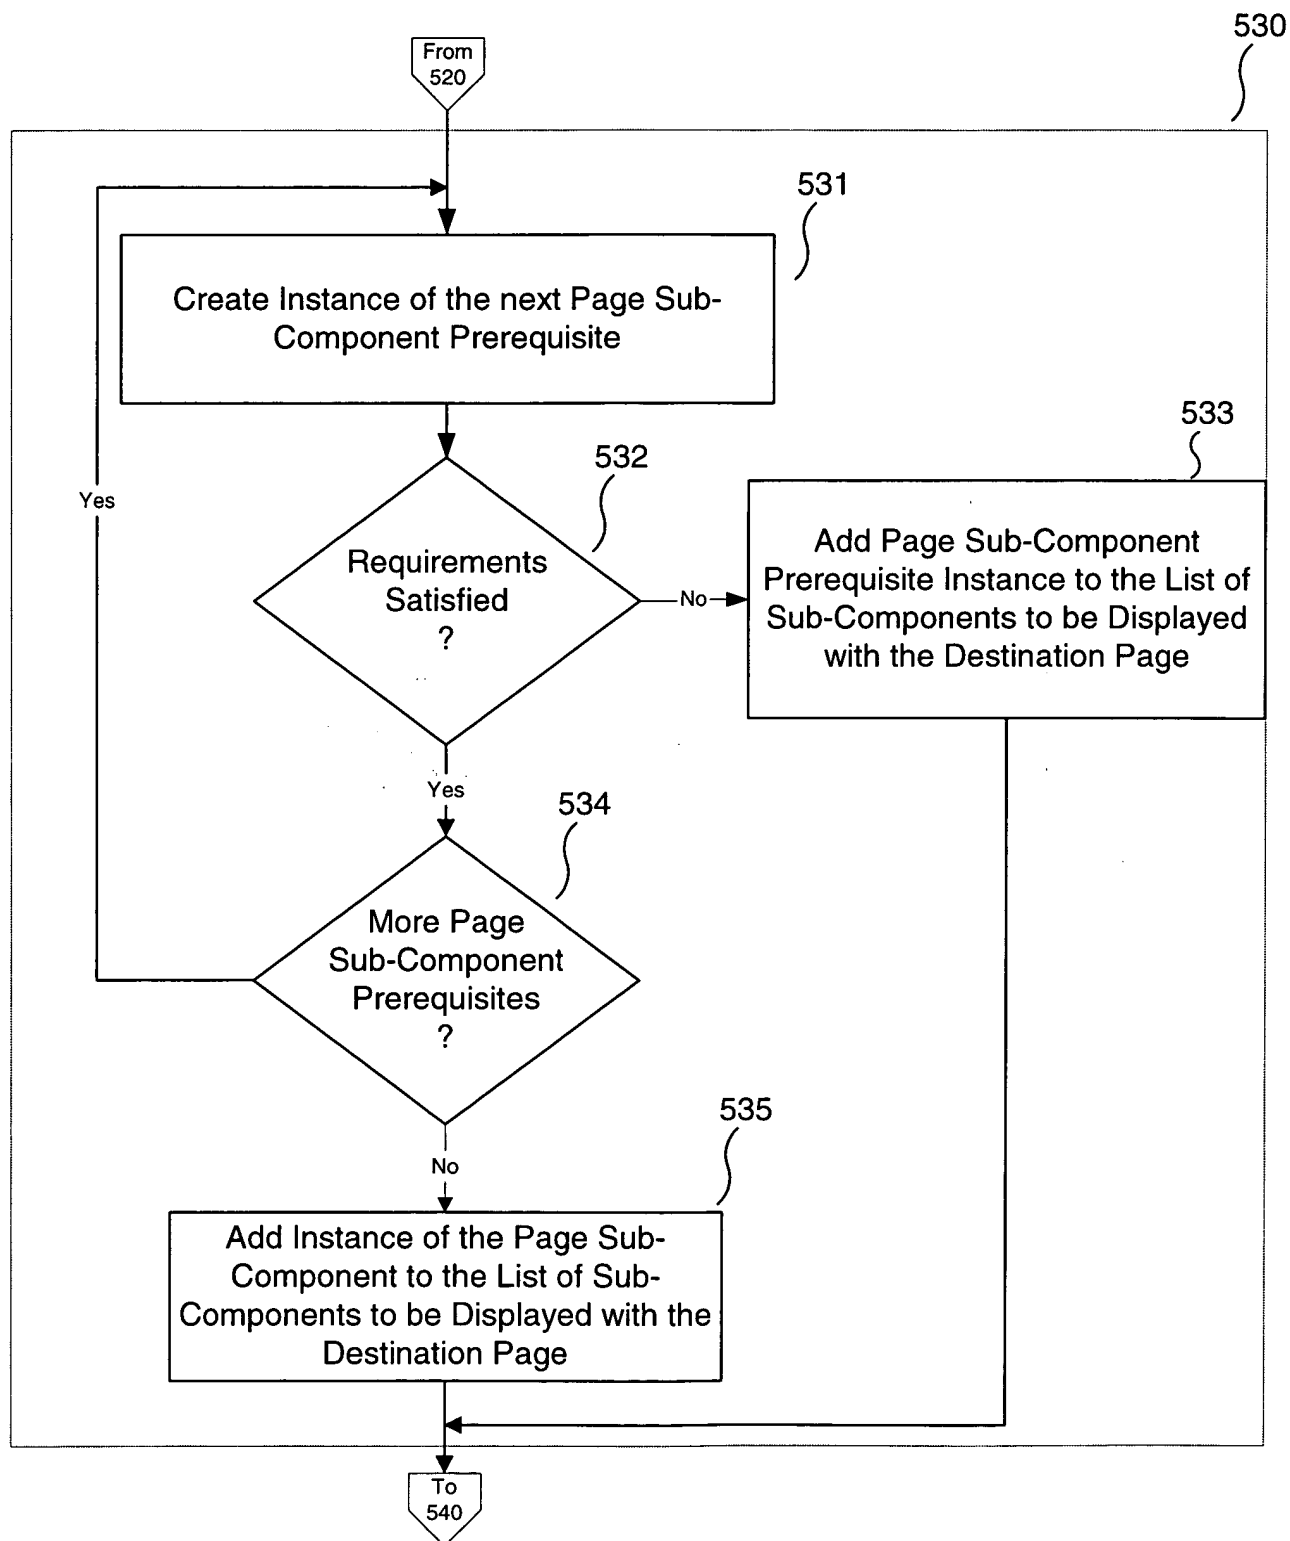 530
From
520
531
Create Instance of the next Page Sub-
Component Prerequisite
533
532
Yes
Requirements
Satisfied
?
No
Add Page Sub-Component
Prerequisite Instance to the List of
Sub-Components to be Displayed
with the Destination Page
Yes
534
More Page
Sub-Component
Prerequisites
?
535
No
Add Instance of the Page Sub-
Component to the List of Sub-
Components to be Displayed with the
Destination Page
To
540